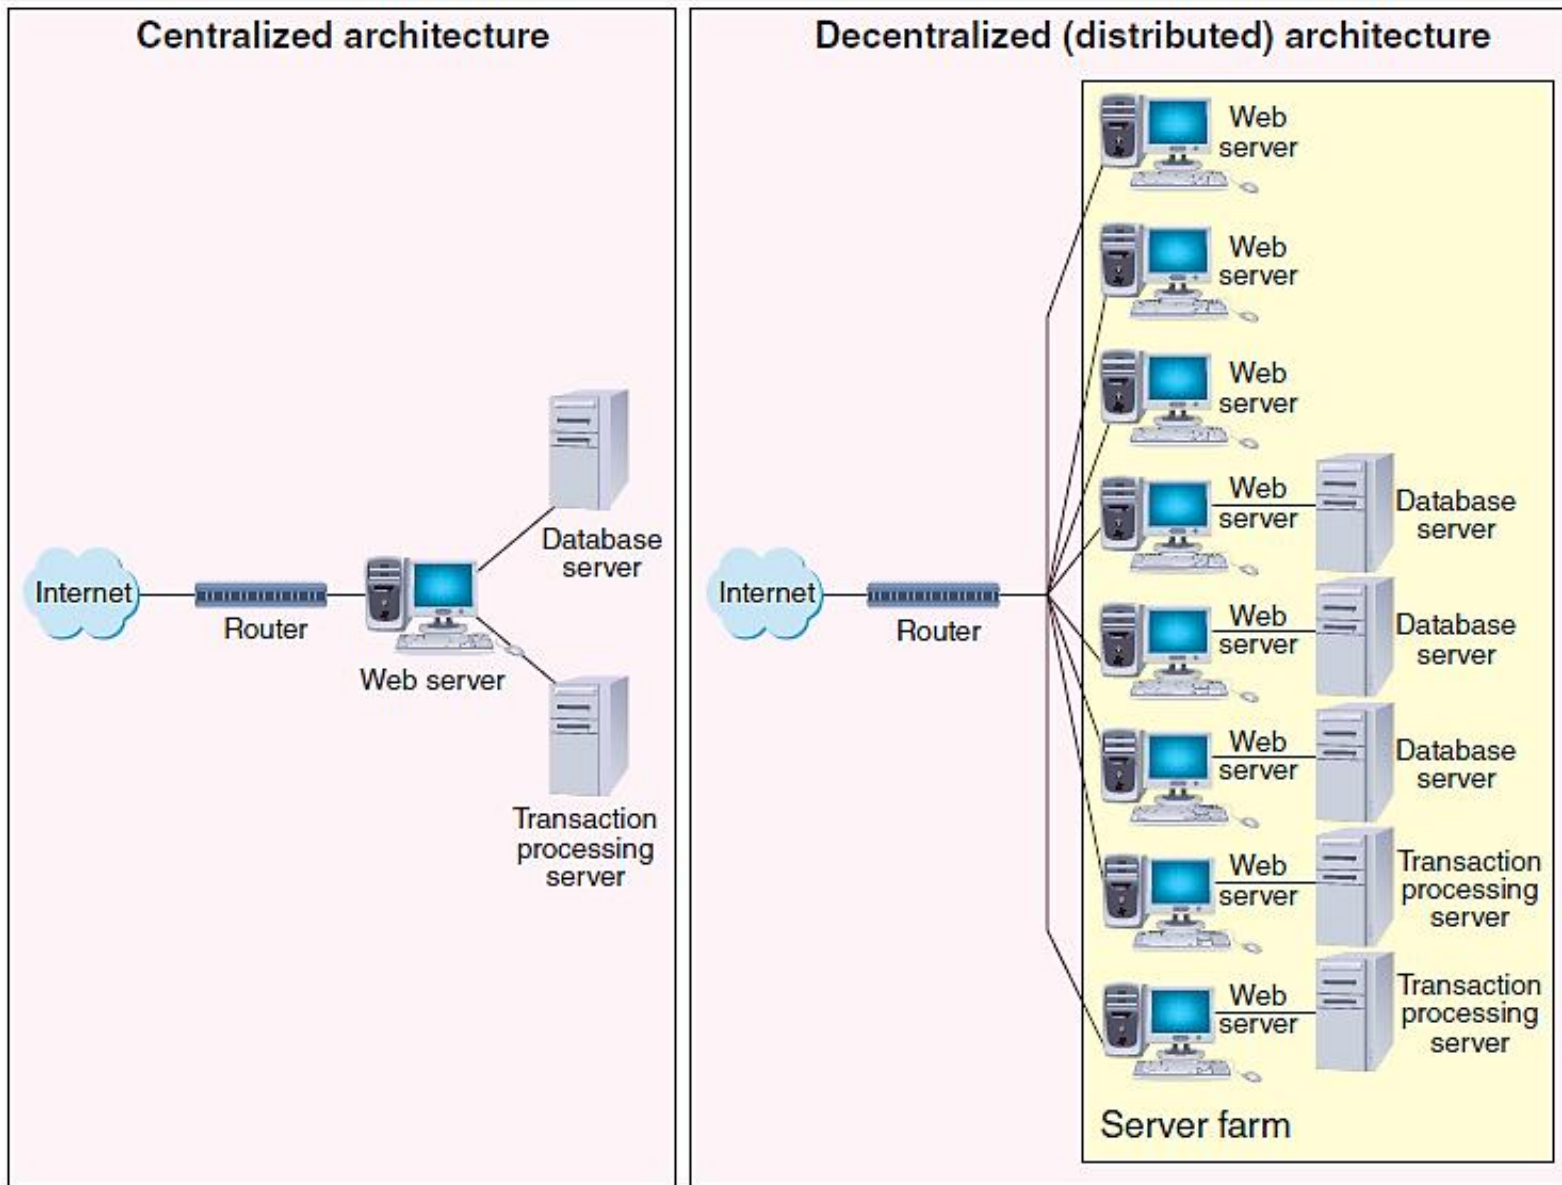 Centralized architecture
Database
server
Internet
Router
Web server
Transaction
processing
server
Decentralized (distributed) architecture
Web
server
Web
server
Web
server
Web
server
Database
server
Internet
Router
Web
server
Database
server
Web
server
Database
server
Web
server
Transaction
processing
server
Web
server
Transaction
processing
server
Server farm